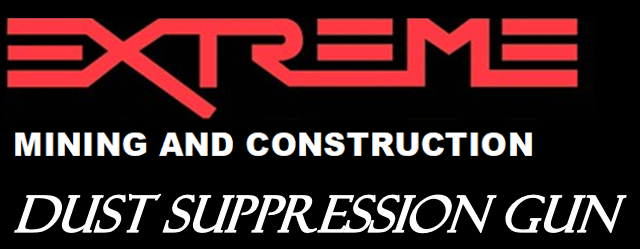 EXTREME
MINING AND CONSTRUCTION
DUST SUPPRESSION GUN